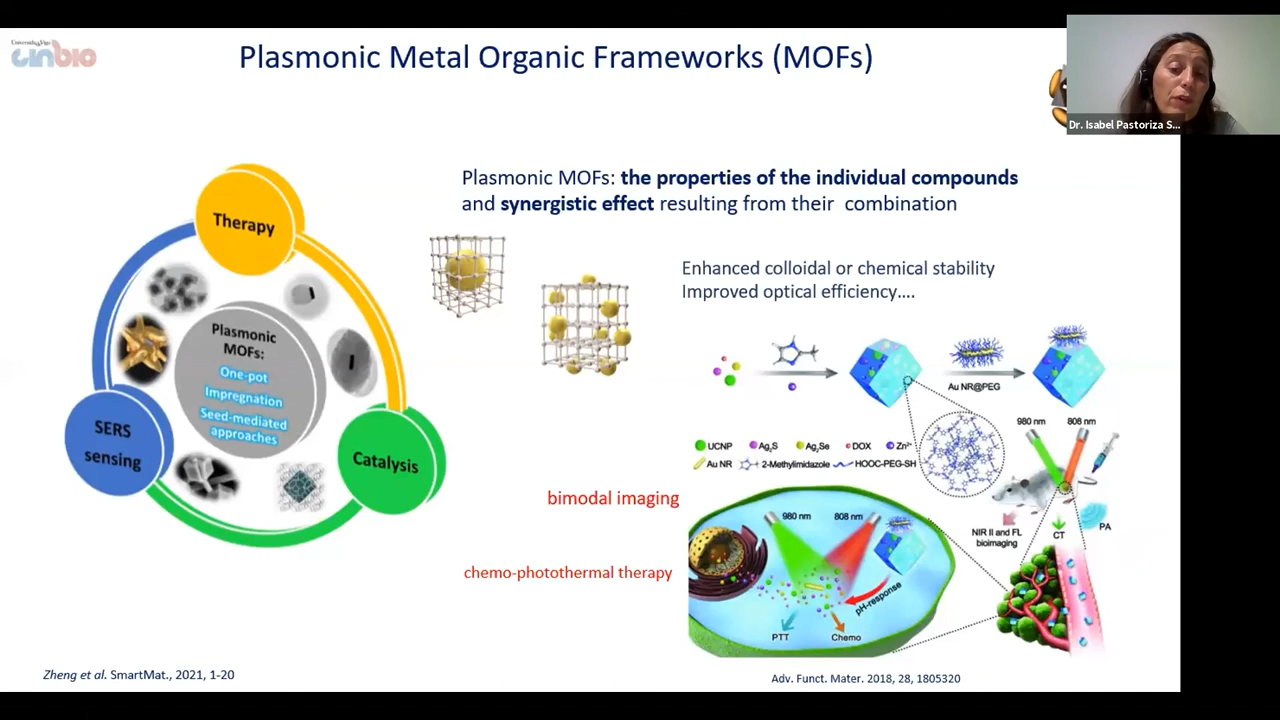 Universidade Vigo
cinbio
Plasmonic Metal Organic Frameworks (MOFs)
Dr. Isabel Pastoriza S...
Plasmonic MOFs: the properties of the individual compounds
and synergistic effect resulting from their combination
Enhanced colloidal or chemical stability
Improved optical efficiency....
Therapy
Plasmonic
MOFs:
One-pot
Impregnation
Seed-mediated
approaches
SERS
sensing
Catalysis
Au NR@PEG
UCNP
Ag₂S
Ag₂Se
DOX
Zn²⁺
Au NR
2-Methylimidazole
HOOC-PEG-SH
980 nm
808 nm
NIR II and FL
bioimaging
CT
PA
bimodal imaging
chemo-photothermal therapy
980 nm
808 nm
pH-response
PTT
Chemo
Zheng et al. SmartMat., 2021, 1-20
Adv. Funct. Mater. 2018, 28, 1805320